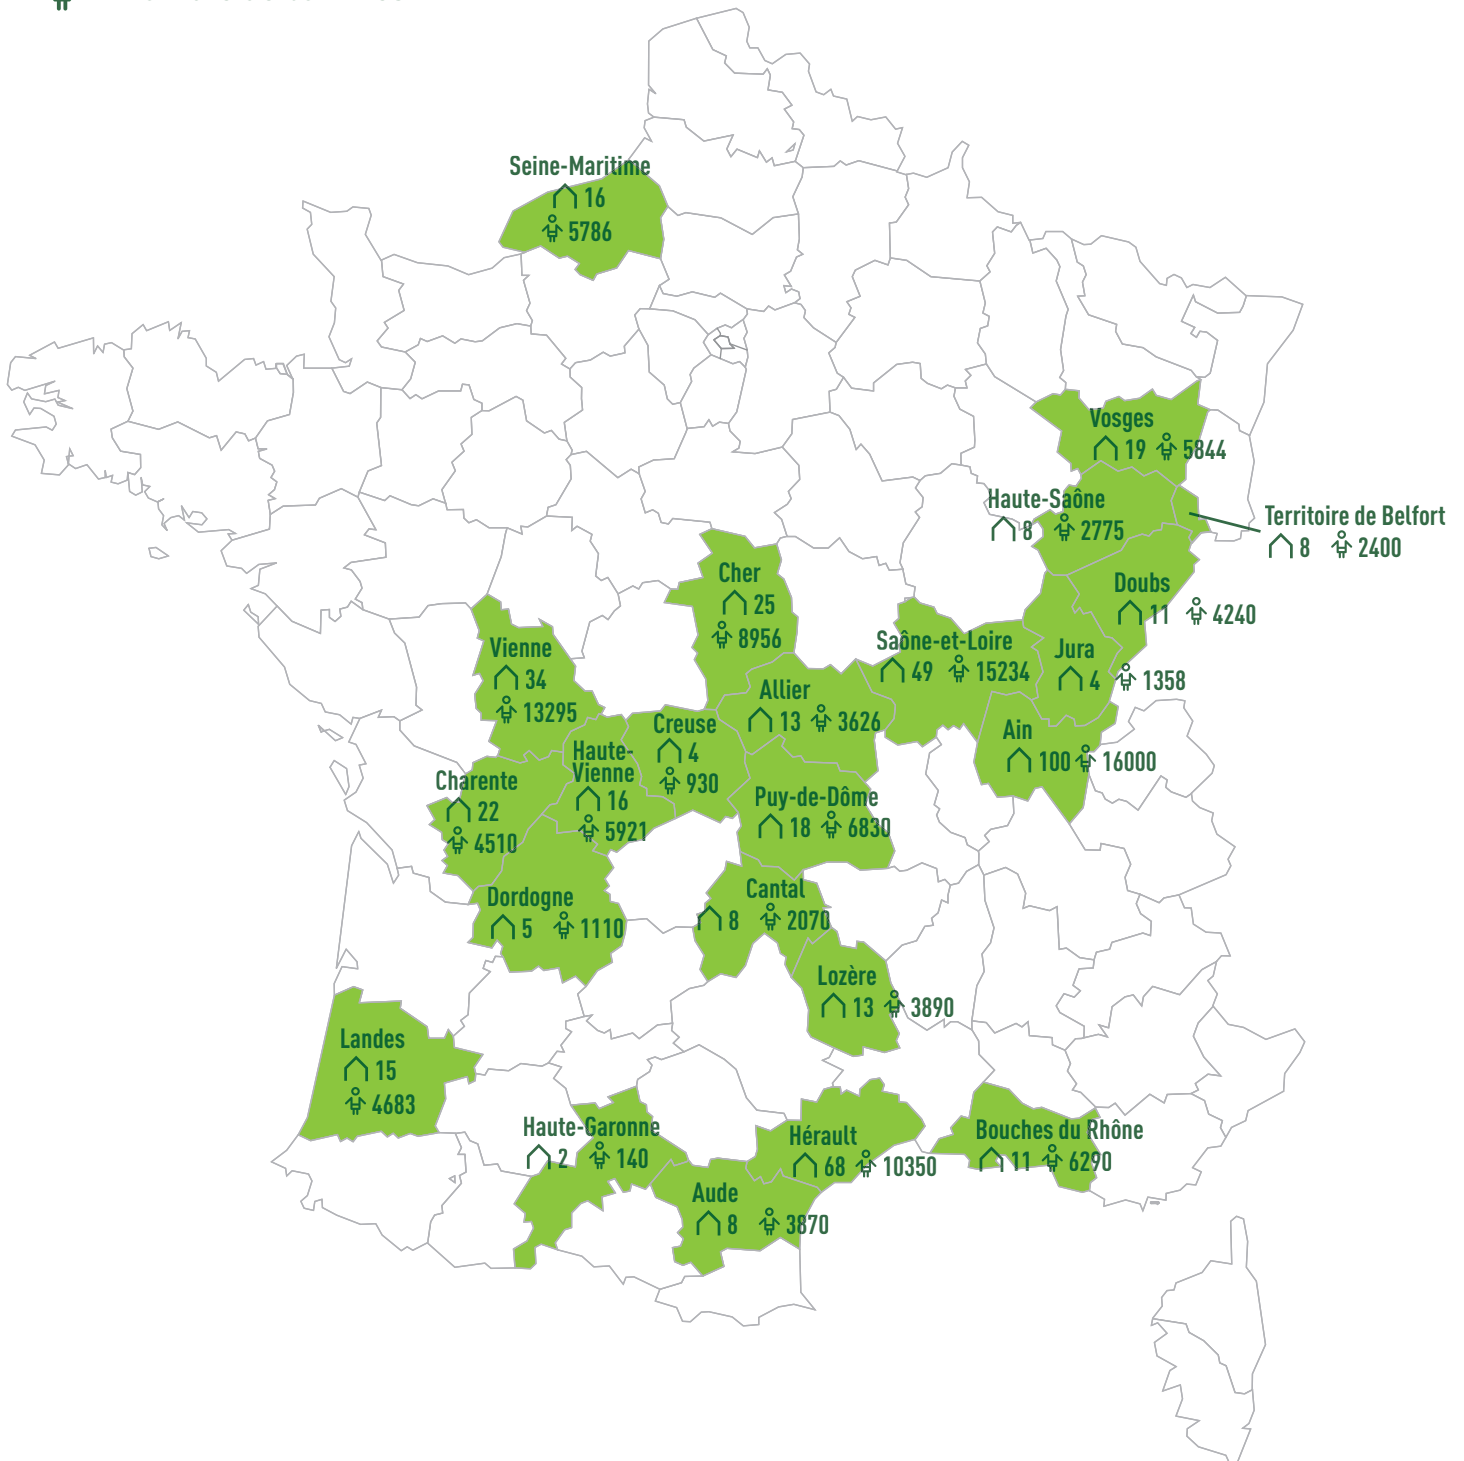 Seine-Maritime
16
5786
Vosges
19 5844
Haute-Saône
8 2775
Territoire de Belfort
8 2400
Cher
25
8956
Doubs
11 4240
Vienne
34
13295
Saône-et-Loire
49 15234
Jura
4 1358
Allier
13 3626
Creuse
4
930
Ain
100 16000
Haute-
Vienne
16
5921
Charente
22
4510
Puy-de-Dôme
18 6830
Dordogne
5 1110
Cantal
8 2070
Lozère
13 3890
Landes
15
4683
Haute-Garonne
2 140
Hérault
68 10350
Bouches du Rhône
11 6290
Aude
8 3870